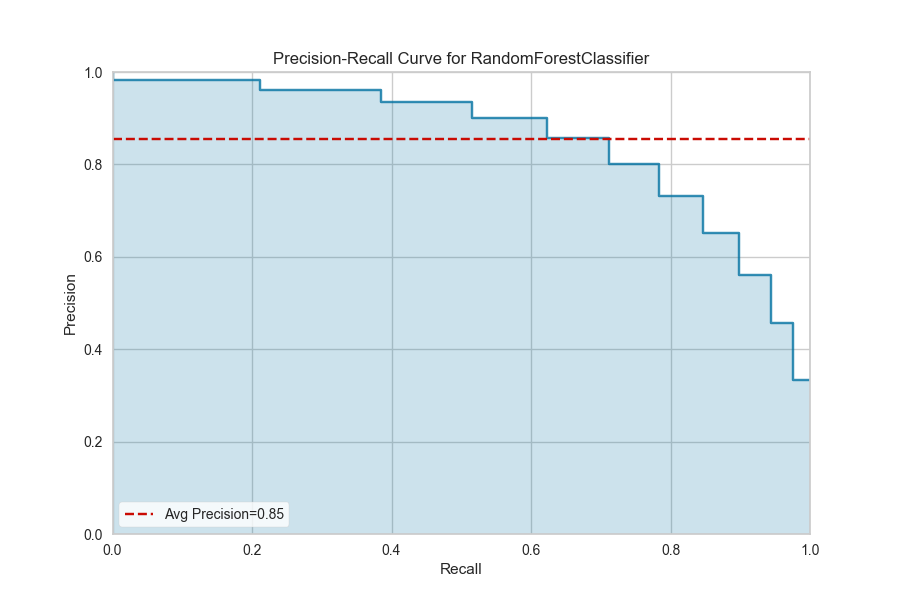 Precision-Recall Curve for RandomForestClassifier
1.0
0.8
0.6
0.4
0.2
0.0
Precision
Avg Precision=0.85
0.0 0.2 0.4 0.6 0.8 1.0
Recall